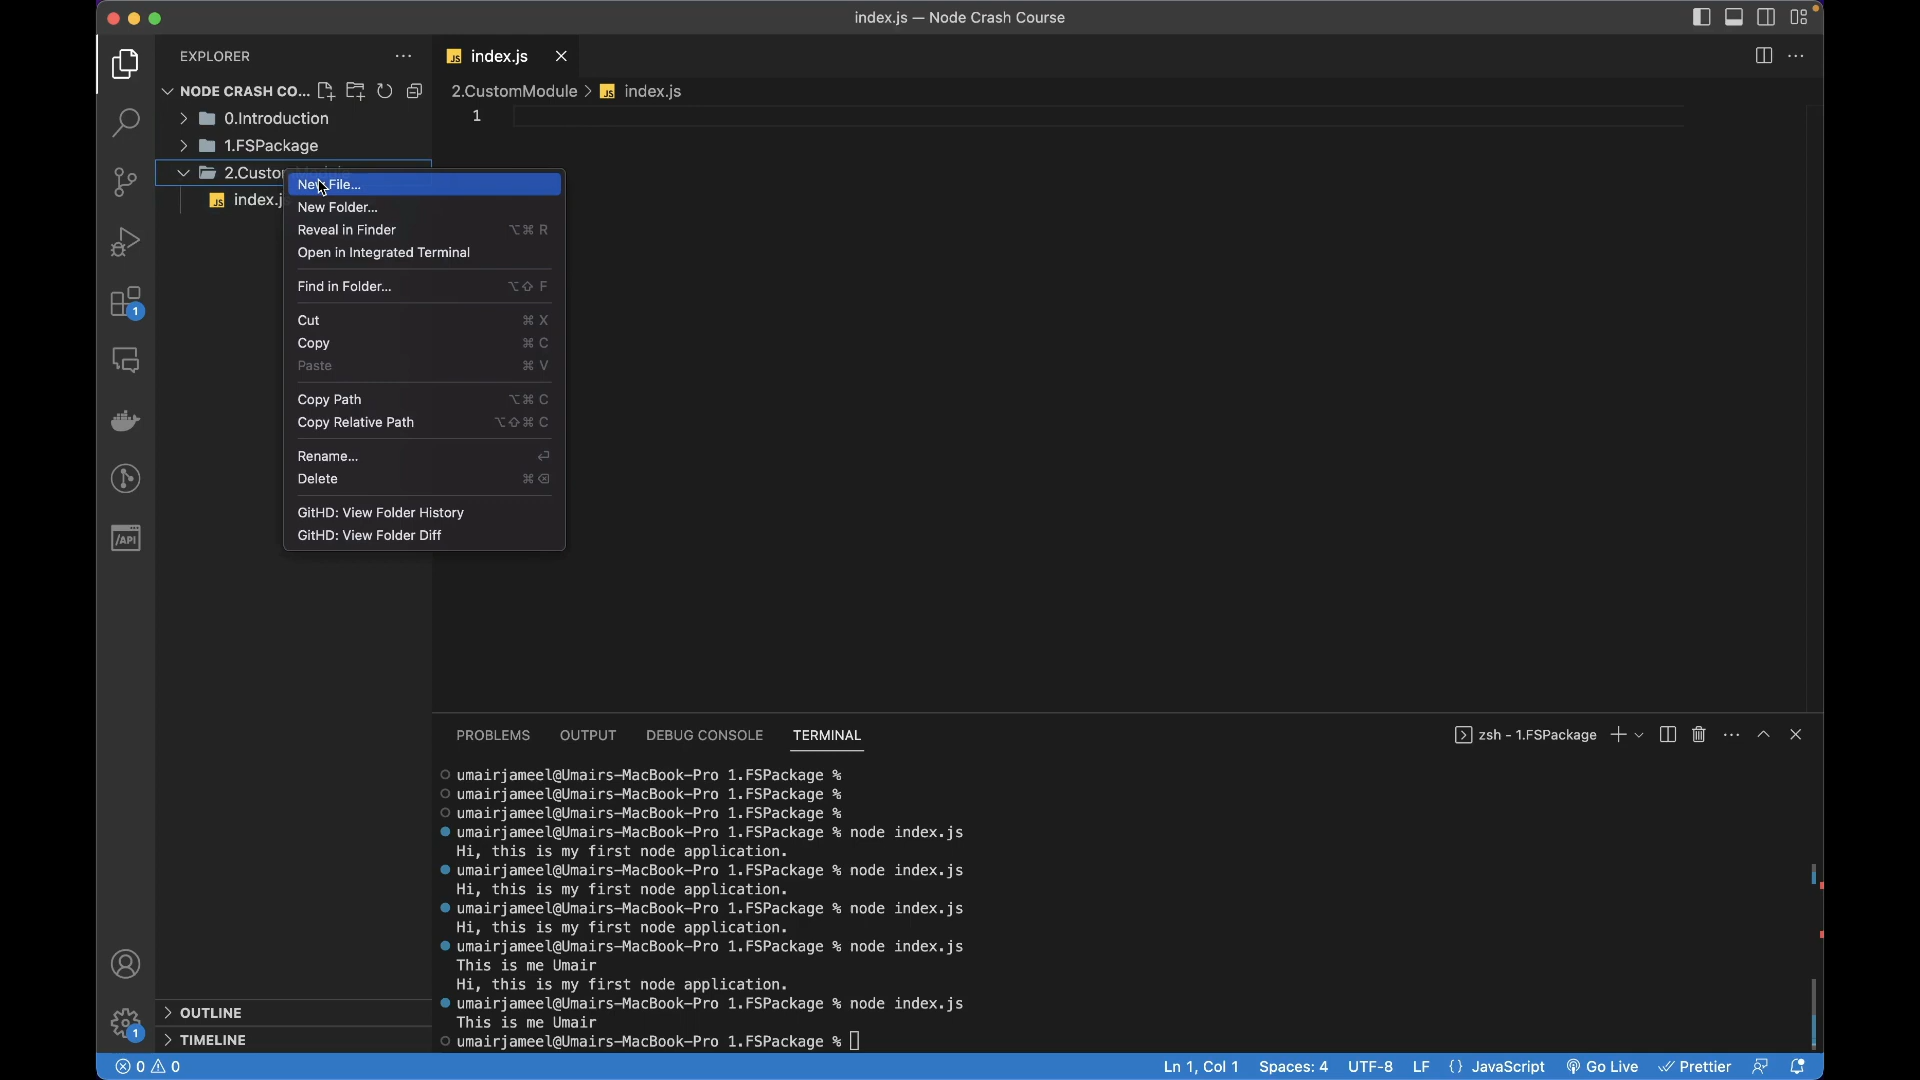 index.js — Node Crash Course
EXPLORER
NODE CRASH CO...
0.Introduction
1.FSPackage
2.Custo
JS index.j
JS index.js
2.CustomModule > JS index.js
1
New File...
New Folder...
Reveal in Finder ⌥⌘ R
Open in Integrated Terminal
Find in Folder... ⌥⇧ F
Cut ⌘ X
Copy ⌘ C
Paste ⌘ V
Copy Path ⌥⌘ C
Copy Relative Path ⌥⇧⌘ C
Rename... ⏎
Delete ⌘⌫
GitHD: View Folder History
GitHD: View Folder Diff
1
/API
1
OUTLINE
TIMELINE
PROBLEMS OUTPUT DEBUG CONSOLE TERMINAL
zsh - 1.FSPackage
umairjameel@Umairs-MacBook-Pro 1.FSPackage %
umairjameel@Umairs-MacBook-Pro 1.FSPackage %
umairjameel@Umairs-MacBook-Pro 1.FSPackage %
umairjameel@Umairs-MacBook-Pro 1.FSPackage % node index.js
Hi, this is my first node application.
umairjameel@Umairs-MacBook-Pro 1.FSPackage % node index.js
Hi, this is my first node application.
umairjameel@Umairs-MacBook-Pro 1.FSPackage % node index.js
Hi, this is my first node application.
umairjameel@Umairs-MacBook-Pro 1.FSPackage % node index.js
This is me Umair
Hi, this is my first node application.
umairjameel@Umairs-MacBook-Pro 1.FSPackage % node index.js
This is me Umair
umairjameel@Umairs-MacBook-Pro 1.FSPackage %
0 0
Ln 1, Col 1 Spaces: 4 UTF-8 LF {} JavaScript Go Live Prettier